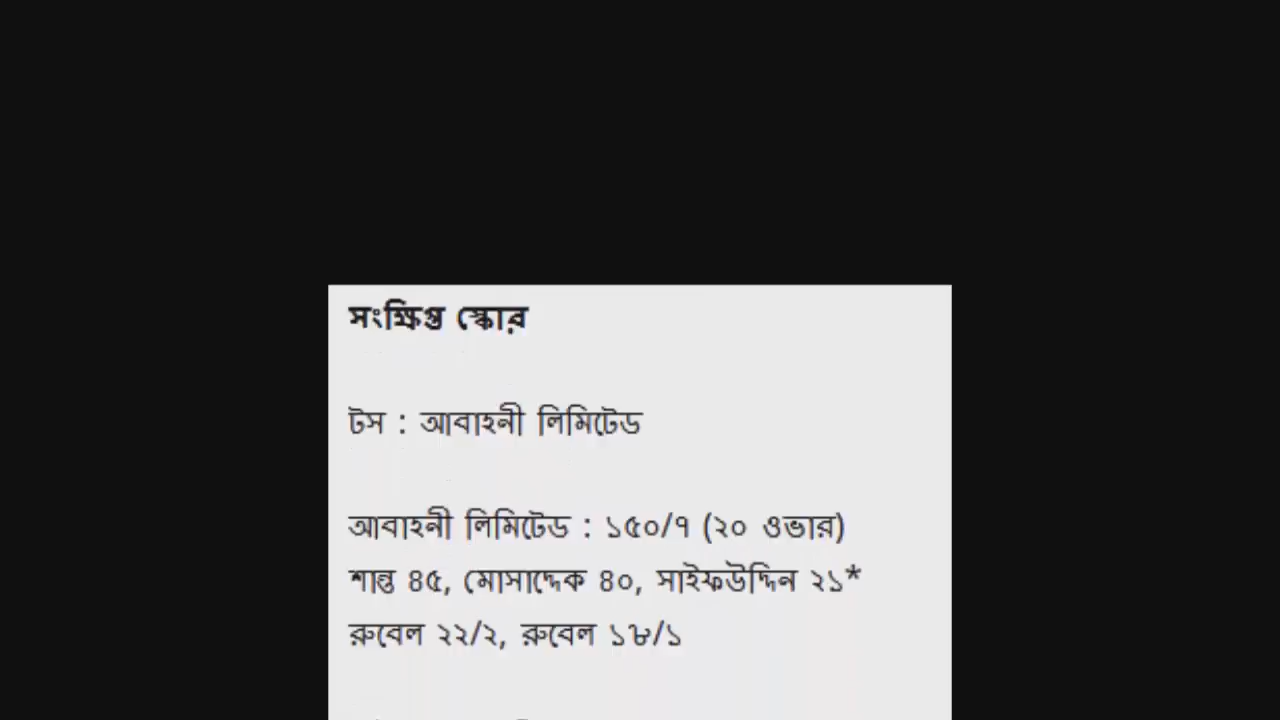 সংক্ষিপ্ত স্কোর
টস : আবাহনী লিমিটেড
আবাহনী লিমিটেড : ১৫০/৭ (২০ ওভার)
শান্ত ৪৫, মোসাদ্দেক ৪০, সাইফউদ্দিন ২১*
রুবেল ২২/২, রুবেল ১৮/১